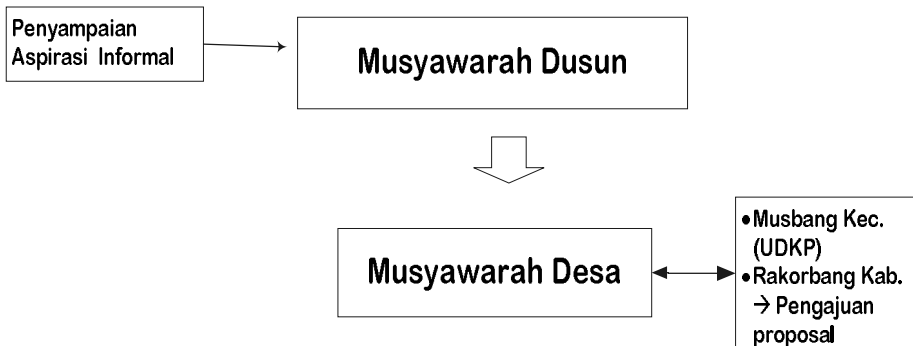 Penyampaian
Aspirasi Informal
Musyawarah Dusun
Musyawarah Desa
•Musbang Kec.
(UDKP)
•Rakorbang Kab.
→ Pengajuan
proposal